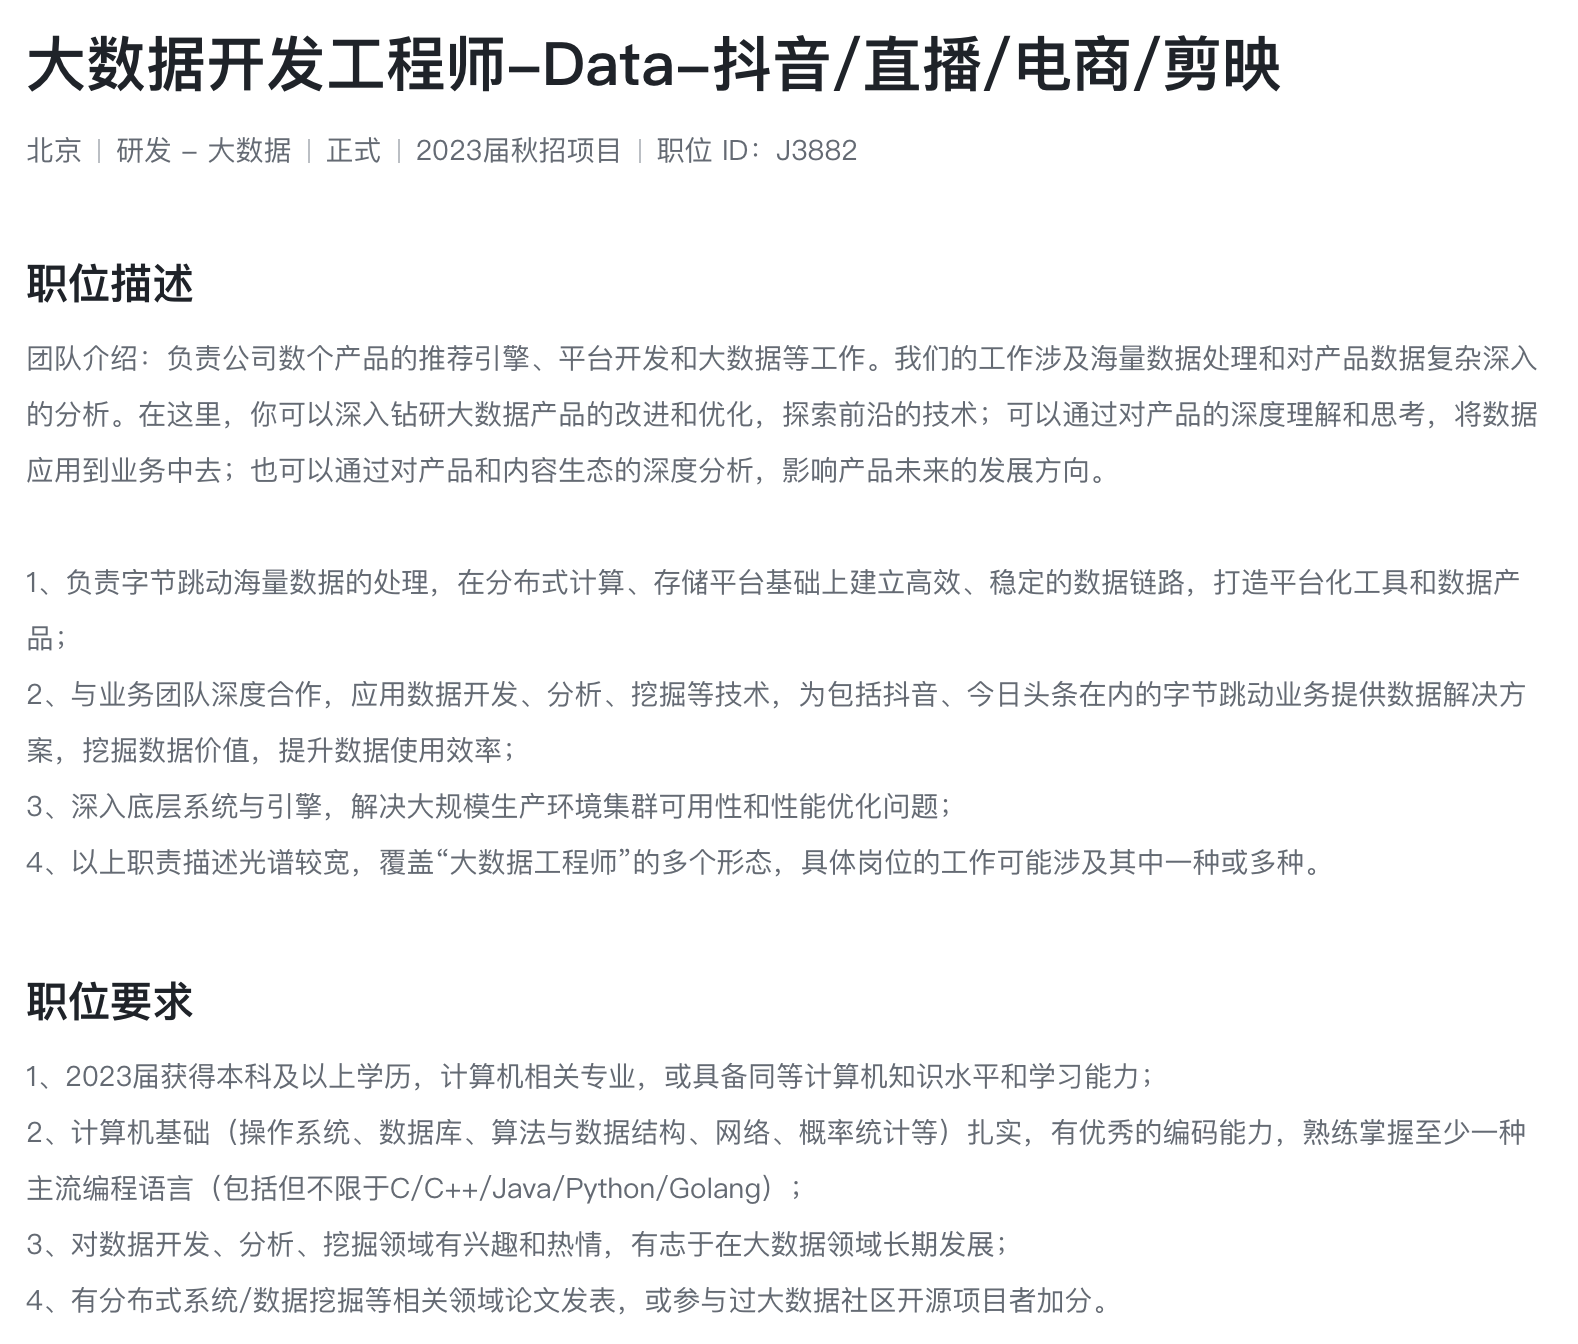 大数据开发工程师-Data-抖音/直播/电商/剪映
北京 | 研发 - 大数据 | 正式 | 2023届秋招项目 | 职位 ID：J3882
职位描述
团队介绍：负责公司数个产品的推荐引擎、平台开发和大数据等工作。我们的工作涉及海量数据处理和对产品数据复杂深入
的分析。在这里，你可以深入钻研大数据产品的改进和优化，探索前沿的技术；可以通过对产品的深度理解和思考，将数据
应用到业务中去；也可以通过对产品和内容生态的深度分析，影响产品未来的发展方向。
1、负责字节跳动海量数据的处理，在分布式计算、存储平台基础上建立高效、稳定的数据链路，打造平台化工具和数据产
品；
2、与业务团队深度合作，应用数据开发、分析、挖掘等技术，为包括抖音、今日头条在内的字节跳动业务提供数据解决方
案，挖掘数据价值，提升数据使用效率；
3、深入底层系统与引擎，解决大规模生产环境集群可用性和性能优化问题；
4、以上职责描述光谱较宽，覆盖“大数据工程师”的多个形态，具体岗位的工作可能涉及其中一种或多种。
职位要求
1、2023届获得本科及以上学历，计算机相关专业，或具备同等计算机知识水平和学习能力；
2、计算机基础（操作系统、数据库、算法与数据结构、网络、概率统计等）扎实，有优秀的编码能力，熟练掌握至少一种
主流编程语言（包括但不限于C/C++/Java/Python/Golang）；
3、对数据开发、分析、挖掘领域有兴趣和热情，有志于在大数据领域长期发展；
4、有分布式系统/数据挖掘等相关领域论文发表，或参与过大数据社区开源项目者加分。